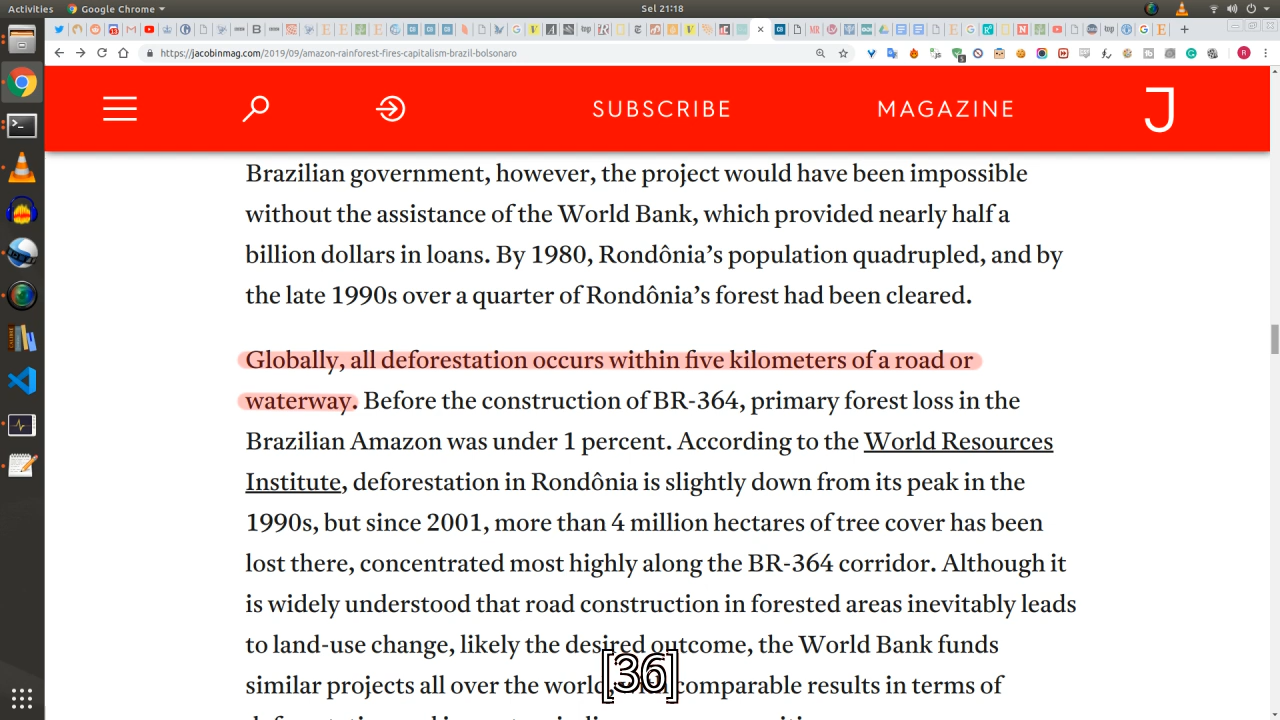 Activities
Google Chrome
Sel 21:18
https://jacobinmag.com/2019/09/amazon-rainforest-fires-capitalism-brazil-bolsonaro
SUBSCRIBE
MAGAZINE
J
Brazilian government, however, the project would have been impossible
without the assistance of the World Bank, which provided nearly half a
billion dollars in loans. By 1980, Rondônia’s population quadrupled, and by
the late 1990s over a quarter of Rondônia’s forest had been cleared.
Globally, all deforestation occurs within five kilometers of a road or
waterway. Before the construction of BR-364, primary forest loss in the
Brazilian Amazon was under 1 percent. According to the World Resources
Institute, deforestation in Rondônia is slightly down from its peak in the
1990s, but since 2001, more than 4 million hectares of tree cover has been
lost there, concentrated most highly along the BR-364 corridor. Although it
is widely understood that road construction in forested areas inevitably leads
to land-use change, likely the desired outcome, the World Bank funds
similar projects all over the world, comparable results in terms of
[36]